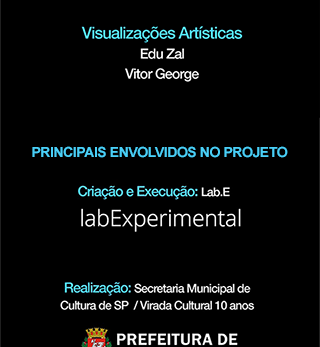 Visualizações Artísticas
Edu Zal
Vitor George
PRINCIPAIS ENVOLVIDOS NO PROJETO
Criação e Execução: Lab.E
labExperimental
Realização: Secretaria Municipal de
Cultura de SP / Virada Cultural 10 anos
PREFEITURA DE